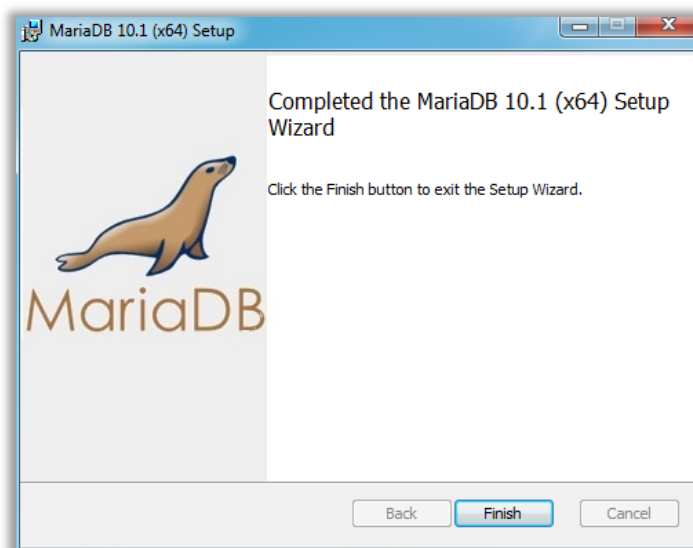 MariaDB 10.1 (x64) Setup
Completed the MariaDB 10.1 (x64) Setup
Wizard
Click the Finish button to exit the Setup Wizard.
MariaDB
Back
Finish
Cancel